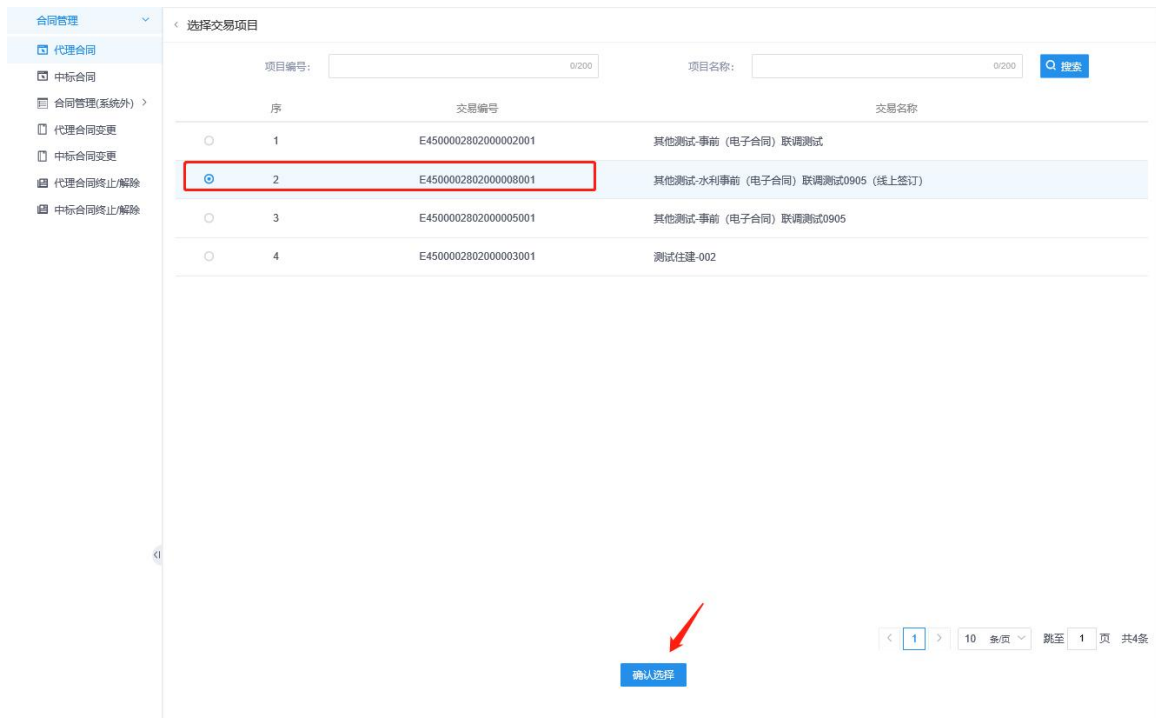 合同管理
代理合同
中标合同
合同管理(系统外)
代理合同变更
中标合同变更
代理合同终止/解除
中标合同终止/解除
选择交易项目
项目编号: 0/200 项目名称: 0/200 搜索
序 交易编号 交易名称
1 E4500002802000002001 其他测试-事前（电子合同）联调测试
2 E4500002802000008001 其他测试-水利事前（电子合同）联调测试0905（线上签订）
3 E4500002802000005001 其他测试-事前（电子合同）联调测试0905
4 E4500002802000003001 测试住建-002
1 10 条/页 跳至 1 页 共4条
确认选择